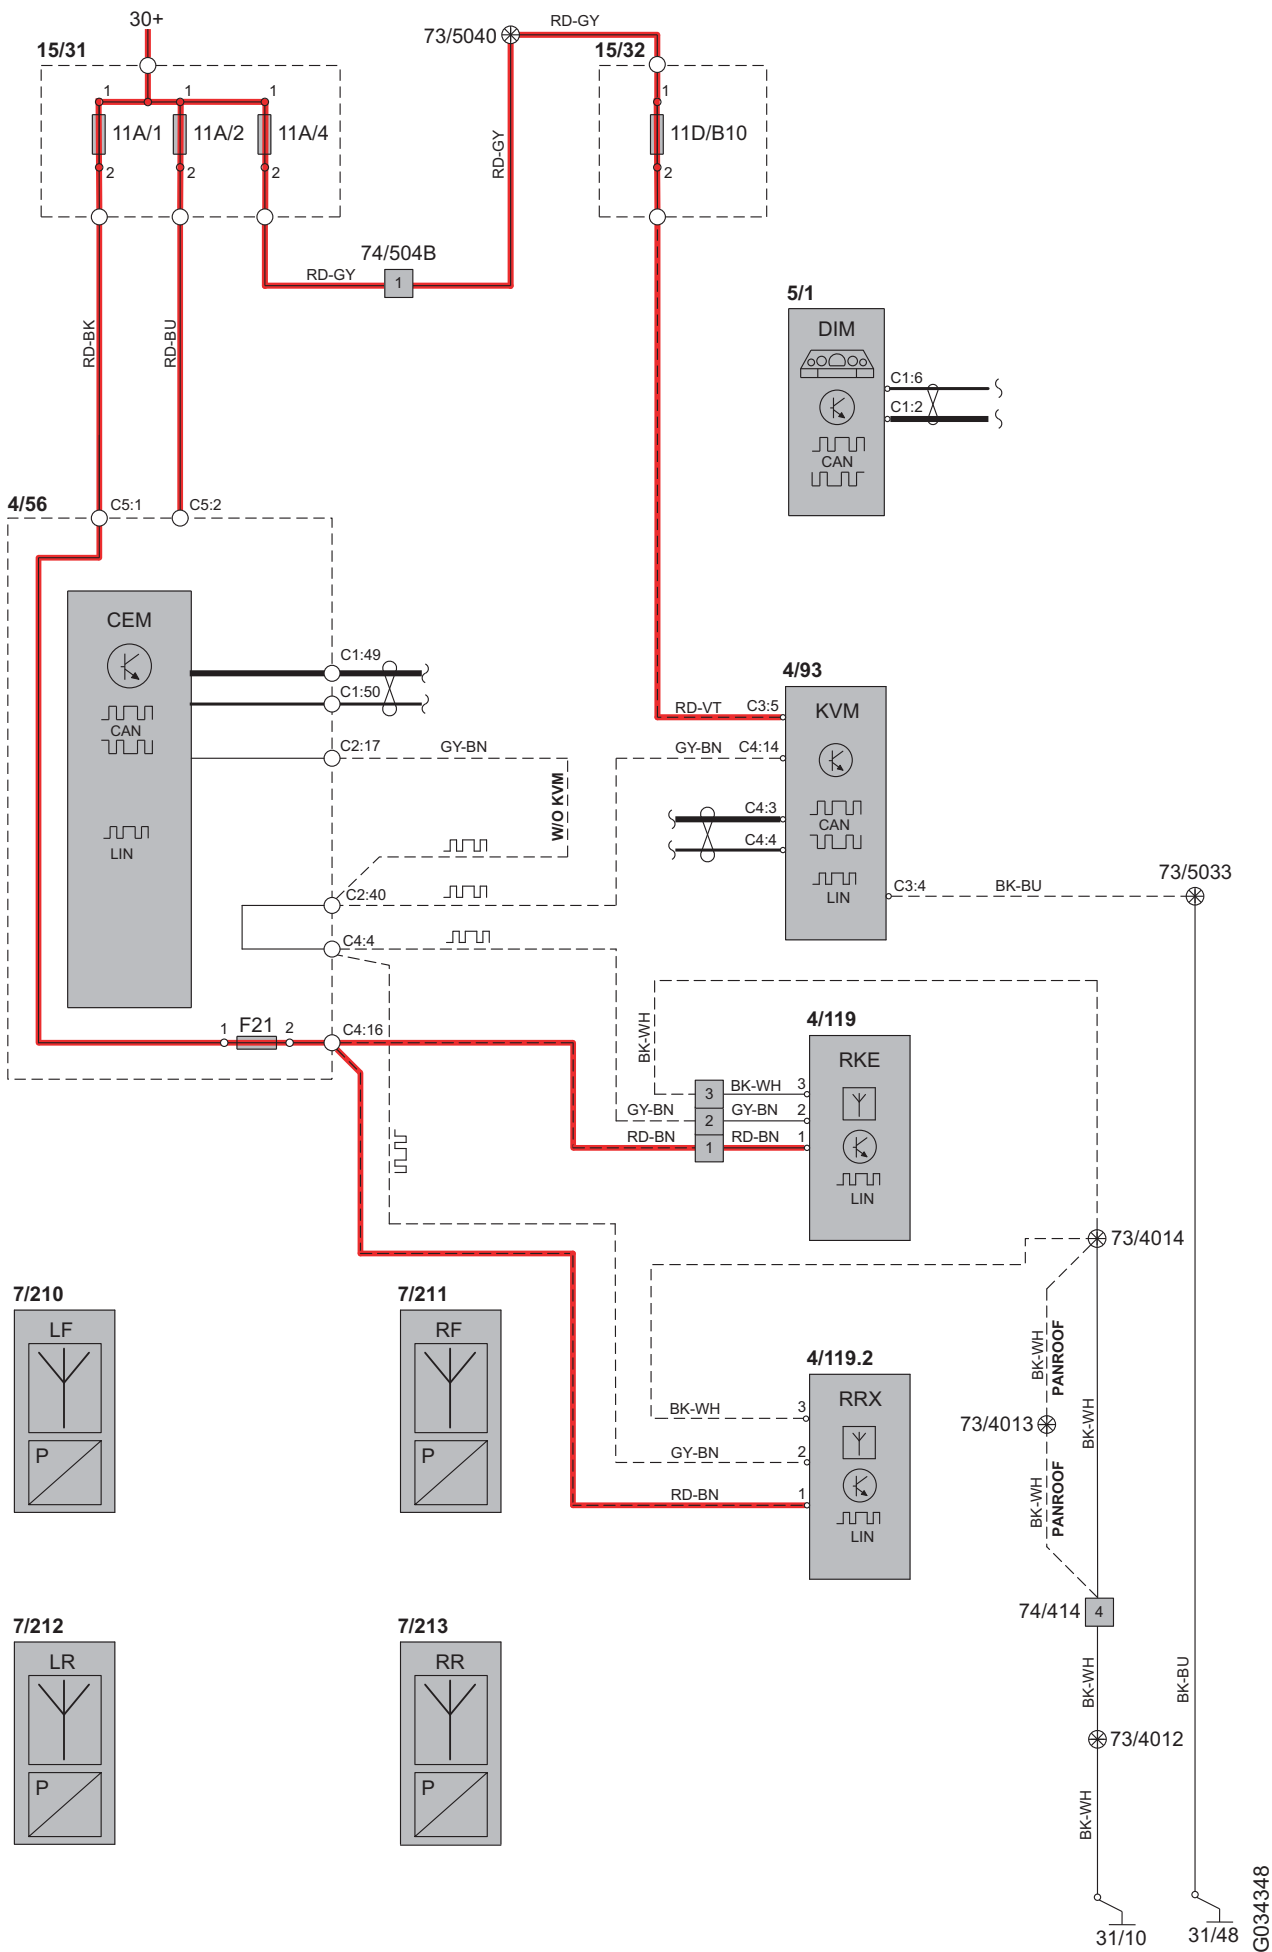 30+
73/5040
RD-GY
15/31
15/32
1
1
1
1
11A/1
11A/2
11A/4
11D/B10
2
2
2
2
RD-GY
74/504B
RD-GY
1
5/1
DIM
C1:6
C1:2
CAN
RD-BK
RD-BU
4/56
C5:1
C5:2
CEM
C1:49
C1:50
CAN
C2:17
GY-BN
W/O KVM
LIN
C2:40
C4:4
4/93
RD-VT
C3:5
KVM
GY-BN
C4:14
C4:3
CAN
C4:4
LIN
C3:4
BK-BU
73/5033
1
F21
2
C4:16
4/119
RKE
BK-WH
3
BK-WH
3
GY-BN
2
GY-BN
2
RD-BN
1
RD-BN
1
LIN
73/4014
7/210
LF
P
7/211
RF
P
4/119.2
RRX
BK-WH
3
GY-BN
2
RD-BN
1
LIN
BK-WH
PANROOF
73/4013
BK-WH
BK-WH
PANROOF
74/414
4
7/212
LR
P
7/213
RR
P
BK-WH
BK-BU
73/4012
BK-WH
31/10
31/48
G034348